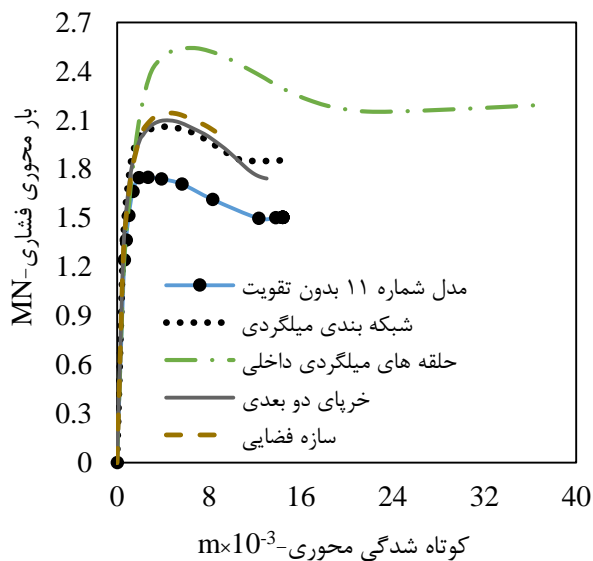 2.7
2.4
2.1
1.8
1.5
1.2
0.9
0.6
0.3
0
بار محوری فشاری-MN
مدل شماره ۱۱ بدون تقویت
شبکه بندی میلگردی
حلقه های میلگردی داخلی
خرپای دو بعدی
سازه فضایی
0 8 16 24 32 40
کوتاه شدگی محوری-m×10-3